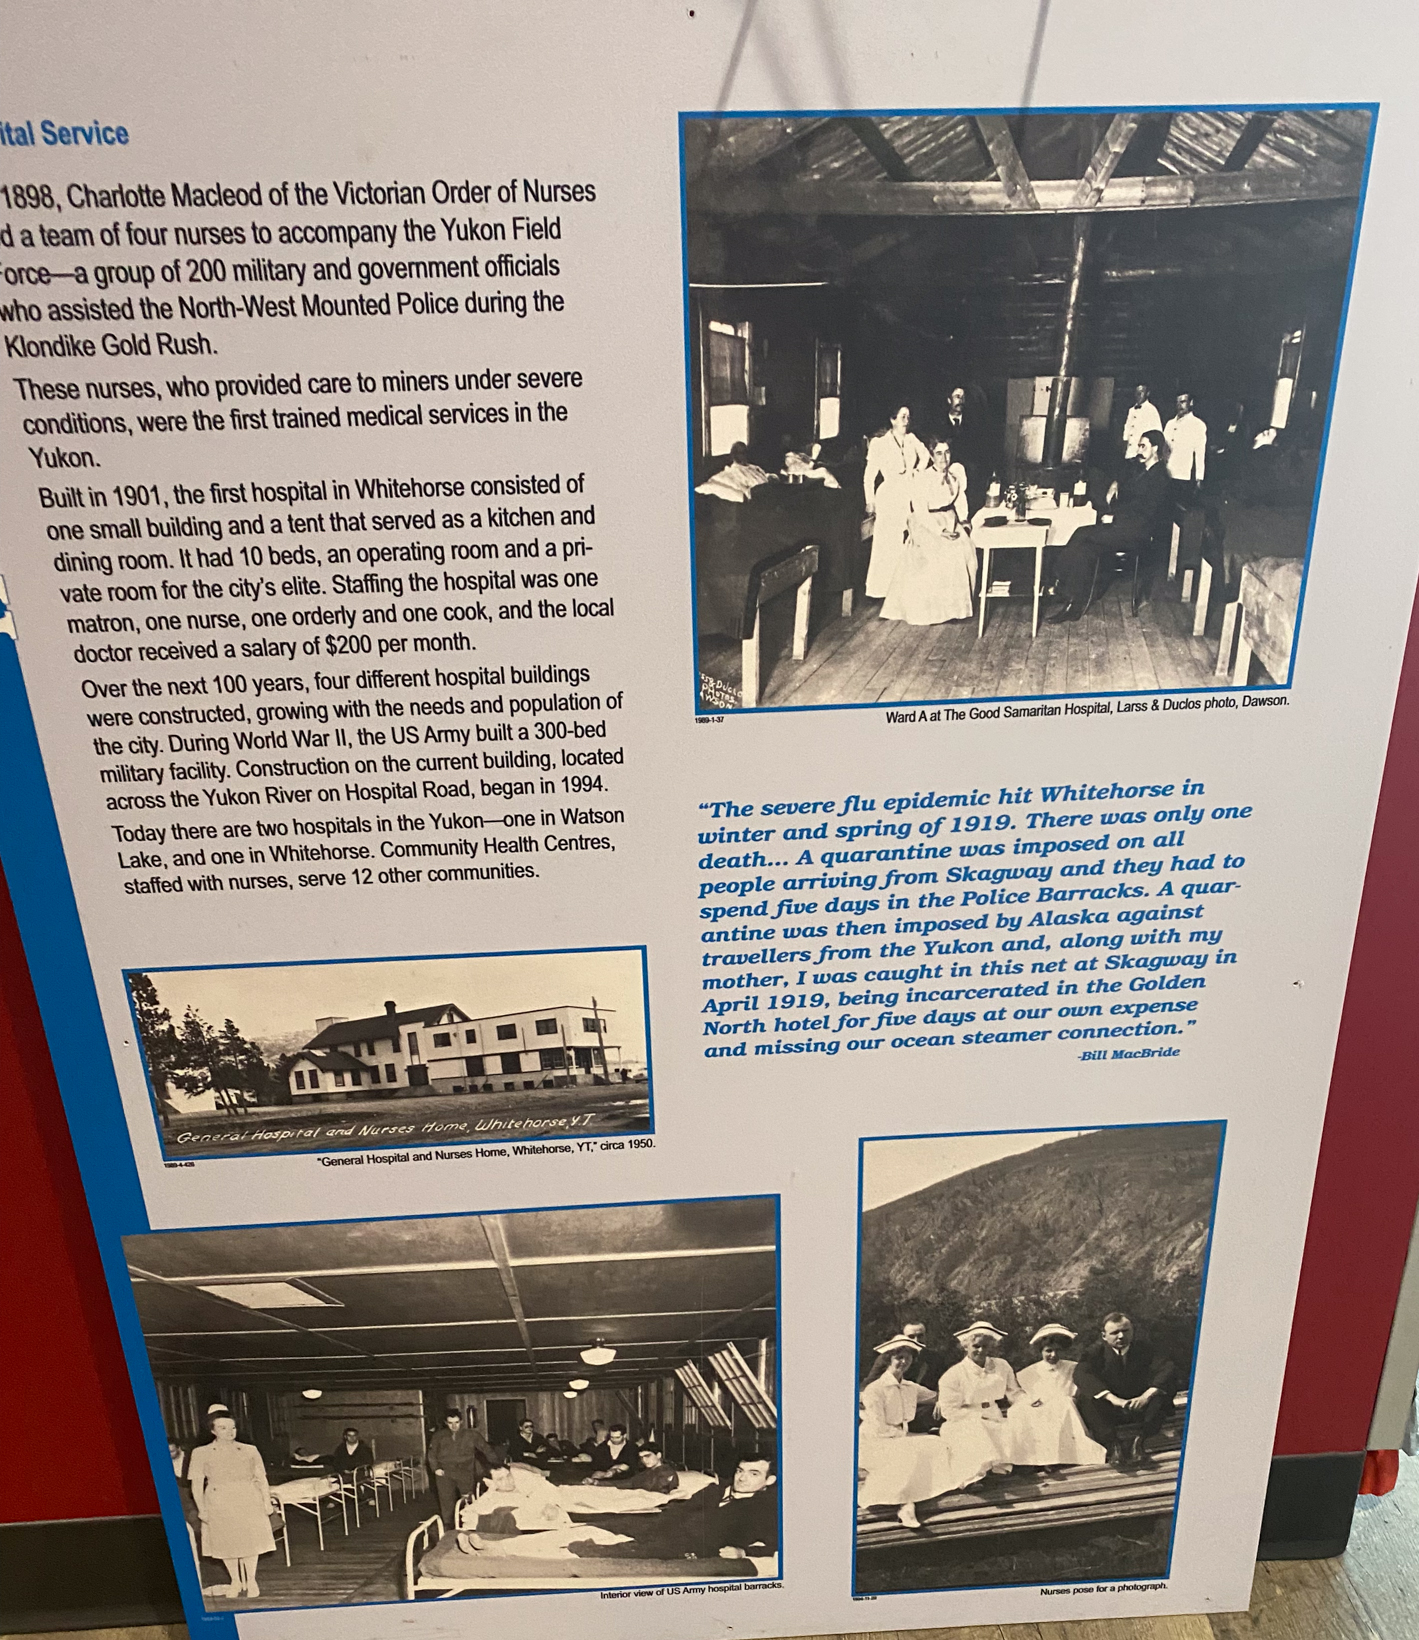 ital Service
1898, Charlotte Macleod of the Victorian Order of Nurses
d a team of four nurses to accompany the Yukon Field
orce—a group of 200 military and government officials
who assisted the North-West Mounted Police during the
Klondike Gold Rush.
These nurses, who provided care to miners under severe
conditions, were the first trained medical services in the
Yukon.
Built in 1901, the first hospital in Whitehorse consisted of
one small building and a tent that served as a kitchen and
dining room. It had 10 beds, an operating room and a pri-
vate room for the city's elite. Staffing the hospital was one
matron, one nurse, one orderly and one cook, and the local
doctor received a salary of $200 per month.
Over the next 100 years, four different hospital buildings
were constructed, growing with the needs and population of
the city. During World War II, the US Army built a 300-bed
military facility. Construction on the current building, located
across the Yukon River on Hospital Road, began in 1994.
Today there are two hospitals in the Yukon—one in Watson
Lake, and one in Whitehorse. Community Health Centres,
staffed with nurses, serve 12 other communities.
General Hospital and Nurses Home, Whitehorse, Y.T.
"General Hospital and Nurses Home, Whitehorse, YT," circa 1950.
Interior view of US Army hospital barracks.
1989-1-37
Ward A at The Good Samaritan Hospital, Larss & Duclos photo, Dawson.
"The severe flu epidemic hit Whitehorse in
winter and spring of 1919. There was only one
death... A quarantine was imposed on all
people arriving from Skagway and they had to
spend five days in the Police Barracks. A quar-
antine was then imposed by Alaska against
travellers from the Yukon and, along with my
mother, I was caught in this net at Skagway in
April 1919, being incarcerated in the Golden
North hotel for five days at our own expense
and missing our ocean steamer connection."
-Bill MacBride
Nurses pose for a photograph.